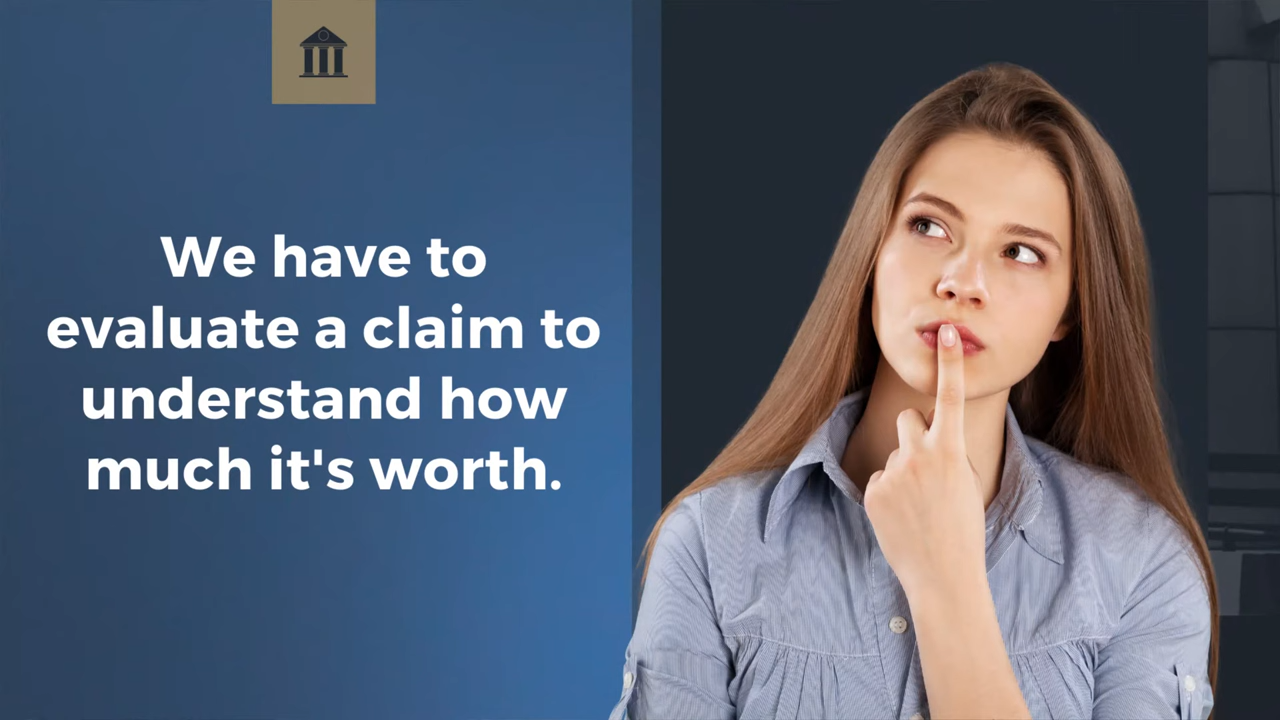 We have to
evaluate a claim to
understand how
much it's worth.